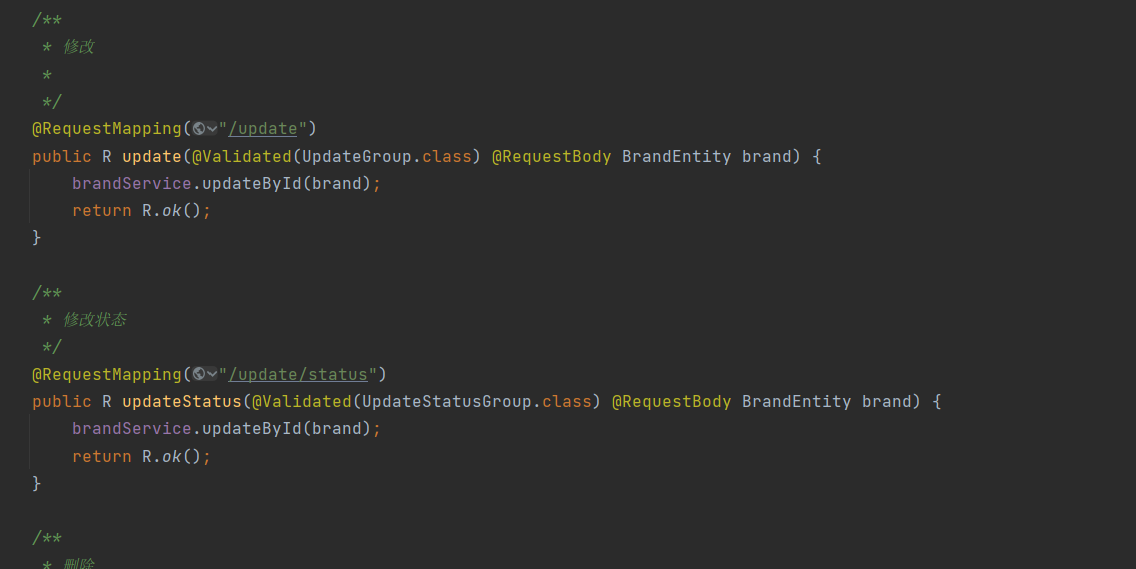 /**
 * 修改
 *
 */
@RequestMapping("/update")
public R update(@Validated(UpdateGroup.class) @RequestBody BrandEntity brand) {
    brandService.updateById(brand);
    return R.ok();
}
/**
 * 修改状态
 */
@RequestMapping("/update/status")
public R updateStatus(@Validated(UpdateStatusGroup.class) @RequestBody BrandEntity brand) {
    brandService.updateById(brand);
    return R.ok();
}
/**
 * 删除